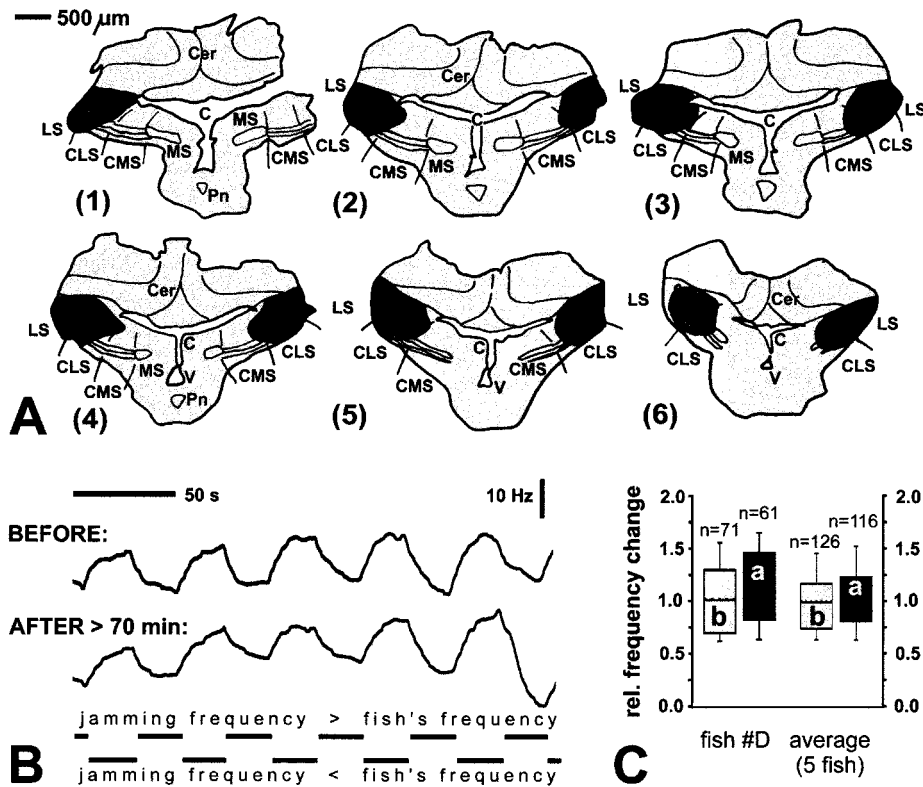 500 µm
Cer
C
LS
MS
MS
CLS
CMS
CMS
Pn
(1)
Cer
C
LS
MS
CLS
CMS
CMS
CLS
(2)
C
LS
MS
CLS
CMS
CMS
CLS
(3)
LS
Cer
C
LS
CLS
MS
V
CLS
CMS
CMS
Pn
(4)
LS
C
CLS
CMS
V
CMS
CLS
(5)
LS
Cer
C
LS
CLS
V
CLS
(6)
A
50 s
10 Hz
BEFORE:
AFTER > 70 min:
jamming frequency > fish's frequency
jamming frequency < fish's frequency
B
rel. frequency change
2.0
1.5
1.0
0.5
0.0
n=71
n=61
n=126
n=116
b
a
b
a
2.0
1.5
1.0
0.5
0.0
fish #D
average
(5 fish)
C